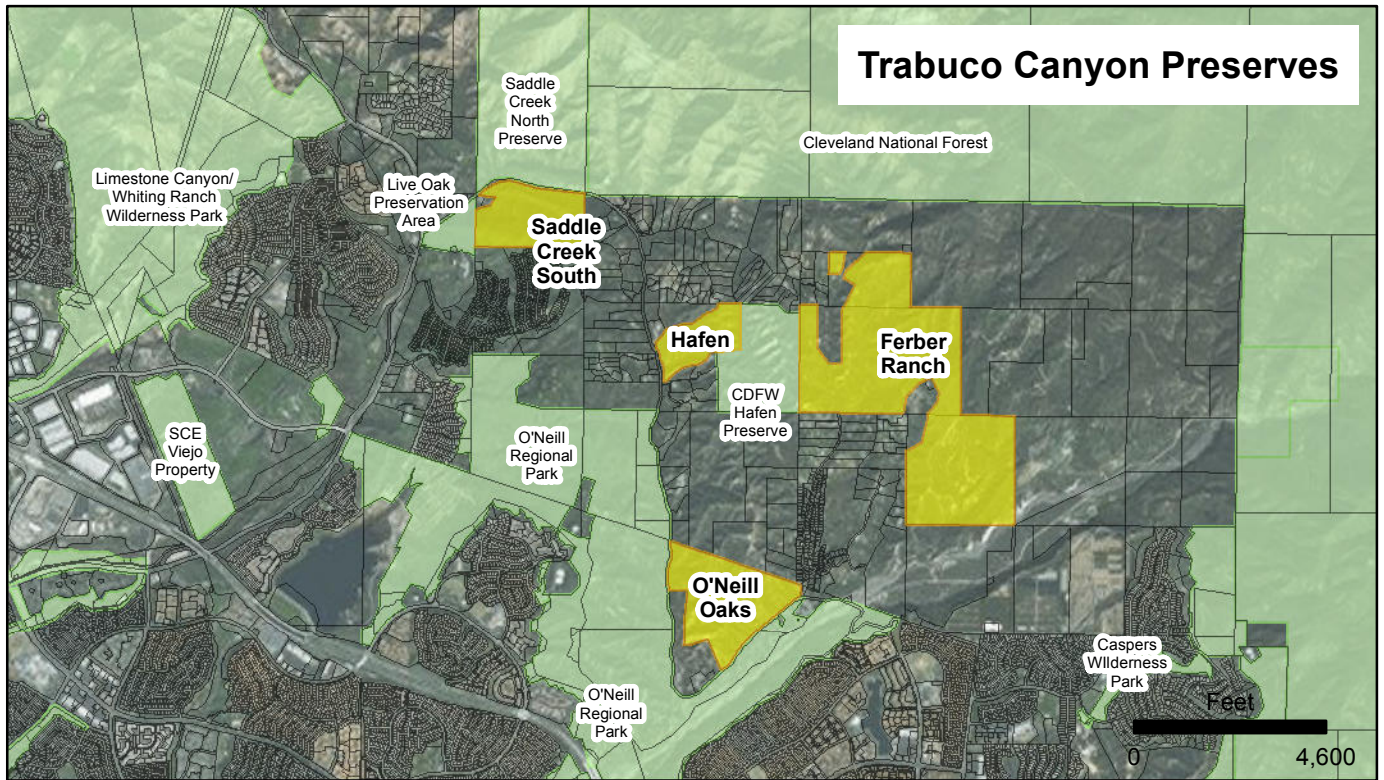 Trabuco Canyon Preserves
Saddle
Creek
North
Preserve
Cleveland National Forest
Limestone Canyon/
Whiting Ranch
Wilderness Park
Live Oak
Preservation
Area
Saddle
Creek
South
Hafen
Ferber
Ranch
CDFW
Hafen
Preserve
SCE
Viejo
Property
O'Neill
Regional
Park
O'Neill
Oaks
Caspers
WIlderness
Park
O'Neill
Regional
Park
Feet
0 4,600